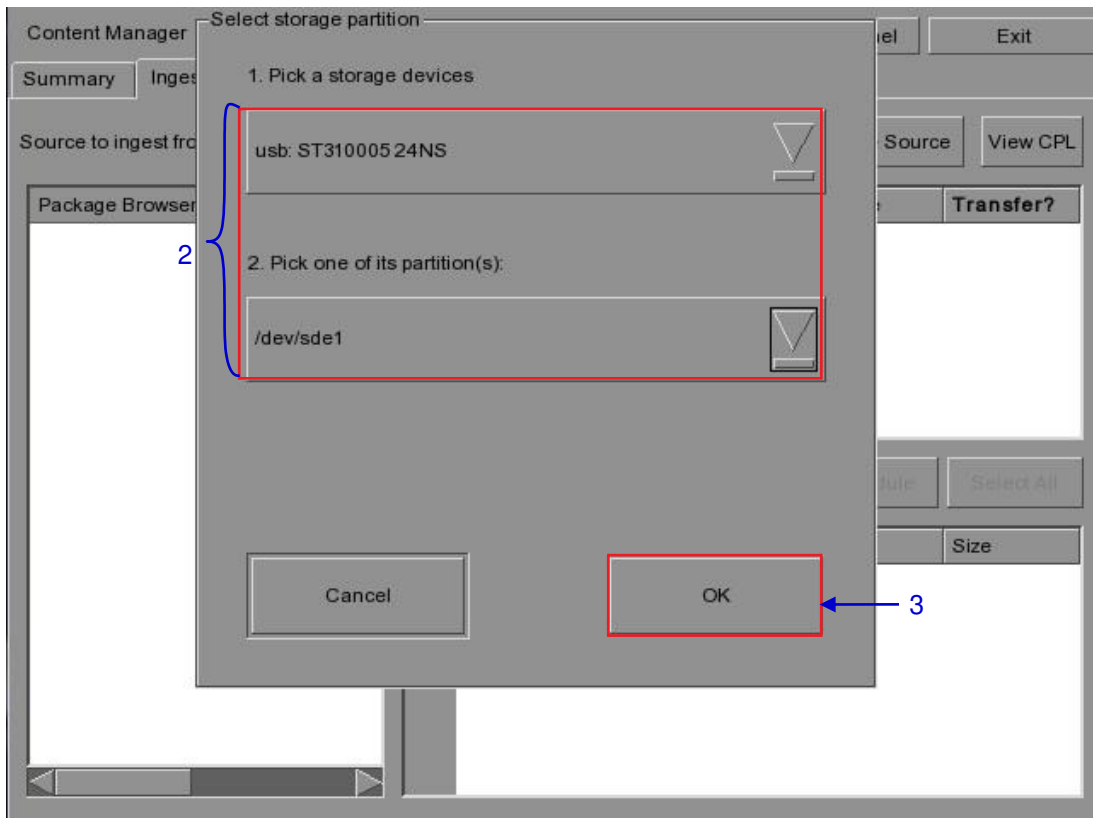 Select storage partition
Content Manager
nel
Exit
Summary
Inges
1. Pick a storage devices
Source to ingest fro
usb: ST31000524NS
Source
View CPL
Package Browser
Transfer?
2
2. Pick one of its partition(s):
/dev/sde1
dule
Select All
Size
Cancel
OK
3